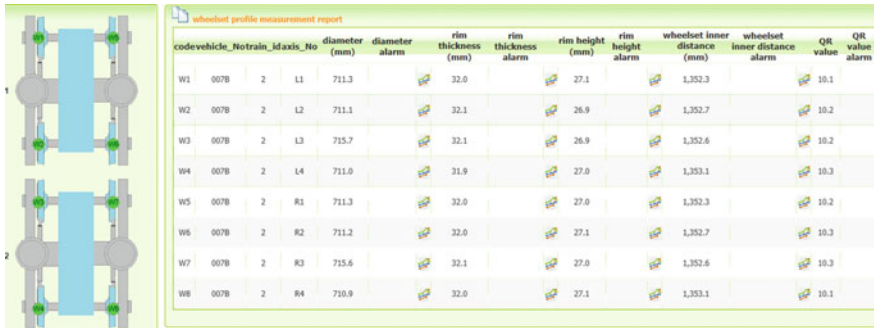 wheelset profile measurement report
code vehicle_No train_id axis_No diameter (mm) diameter alarm rim thickness (mm) rim thickness alarm rim height (mm) rim height alarm wheelset inner distance (mm) wheelset inner distance alarm QR value QR value alarm
W1 007B 2 L1 711.3 32.0 27.1 1,352.3 10.1
W2 007B 2 L2 711.1 32.1 26.9 1,352.7 10.2
W3 007B 2 L3 715.7 32.1 26.9 1,352.6 10.2
W4 007B 2 L4 711.0 31.9 27.0 1,353.1 10.3
W5 007B 2 R1 711.3 32.0 27.0 1,352.3 10.2
W6 007B 2 R2 711.2 32.0 27.1 1,352.7 10.3
W7 007B 2 R3 715.6 32.1 27.0 1,352.6 10.3
W8 007B 2 R4 710.9 32.0 27.1 1,353.1 10.1
W1 W5
1
W2 W6
W3 W7
2
W4 W8